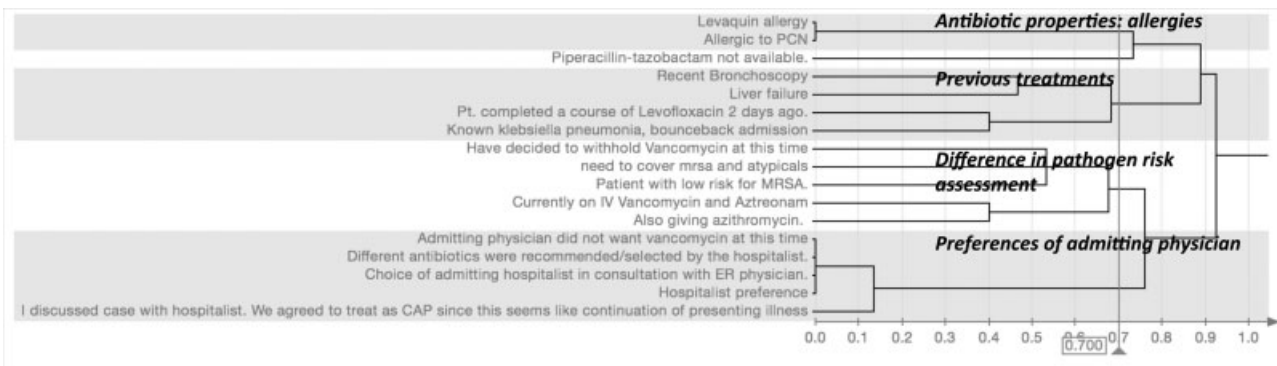 Levaquin allergy
Antibiotic properties: allergies
Allergic to PCN
Piperacillin-tazobactam not available.
Recent Bronchoscopy
Previous treatments
Liver failure
Pt. completed a course of Levofloxacin 2 days ago.
Known klebsiella pneumonia, bounceback admission
Have decided to withhold Vancomycin at this time
need to cover mrsa and atypicals
Difference in pathogen risk
assessment
Patient with low risk for MRSA.
Currently on IV Vancomycin and Aztreonam
Also giving azithromycin.
Admitting physician did not want vancomycin at this time
Preferences of admitting physician
Different antibiotics were recommended/selected by the hospitalist.
Choice of admitting hospitalist in consultation with ER physician.
Hospitalist preference
I discussed case with hospitalist. We agreed to treat as CAP since this seems like continuation of presenting illness
0.0 0.1 0.2 0.3 0.4 0.5 0.6 0.7 0.8 0.9 1.0
0.700